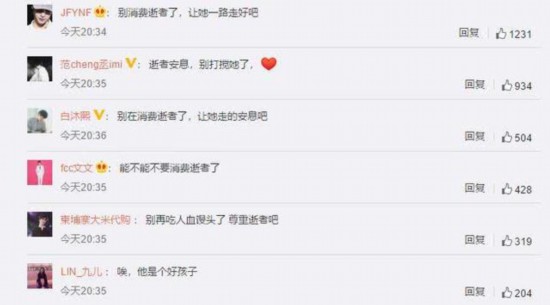 JFYNF：别消费逝者了，让她一路走好吧
今天20:34 回复 1231
范cheng丞imi：逝者安息，别打搅她了，❤️
今天20:35 回复 934
白沐熙：别在消费逝者了，让她走的安息吧
今天20:36 回复 504
fcc文文：能不能不要消费逝者了
今天20:35 回复 428
柬埔寨大米代购：别再吃人血馒头了 尊重逝者吧
今天20:35 回复 319
LIN_九儿：唉，他是个好孩子
今天20:35 回复 204